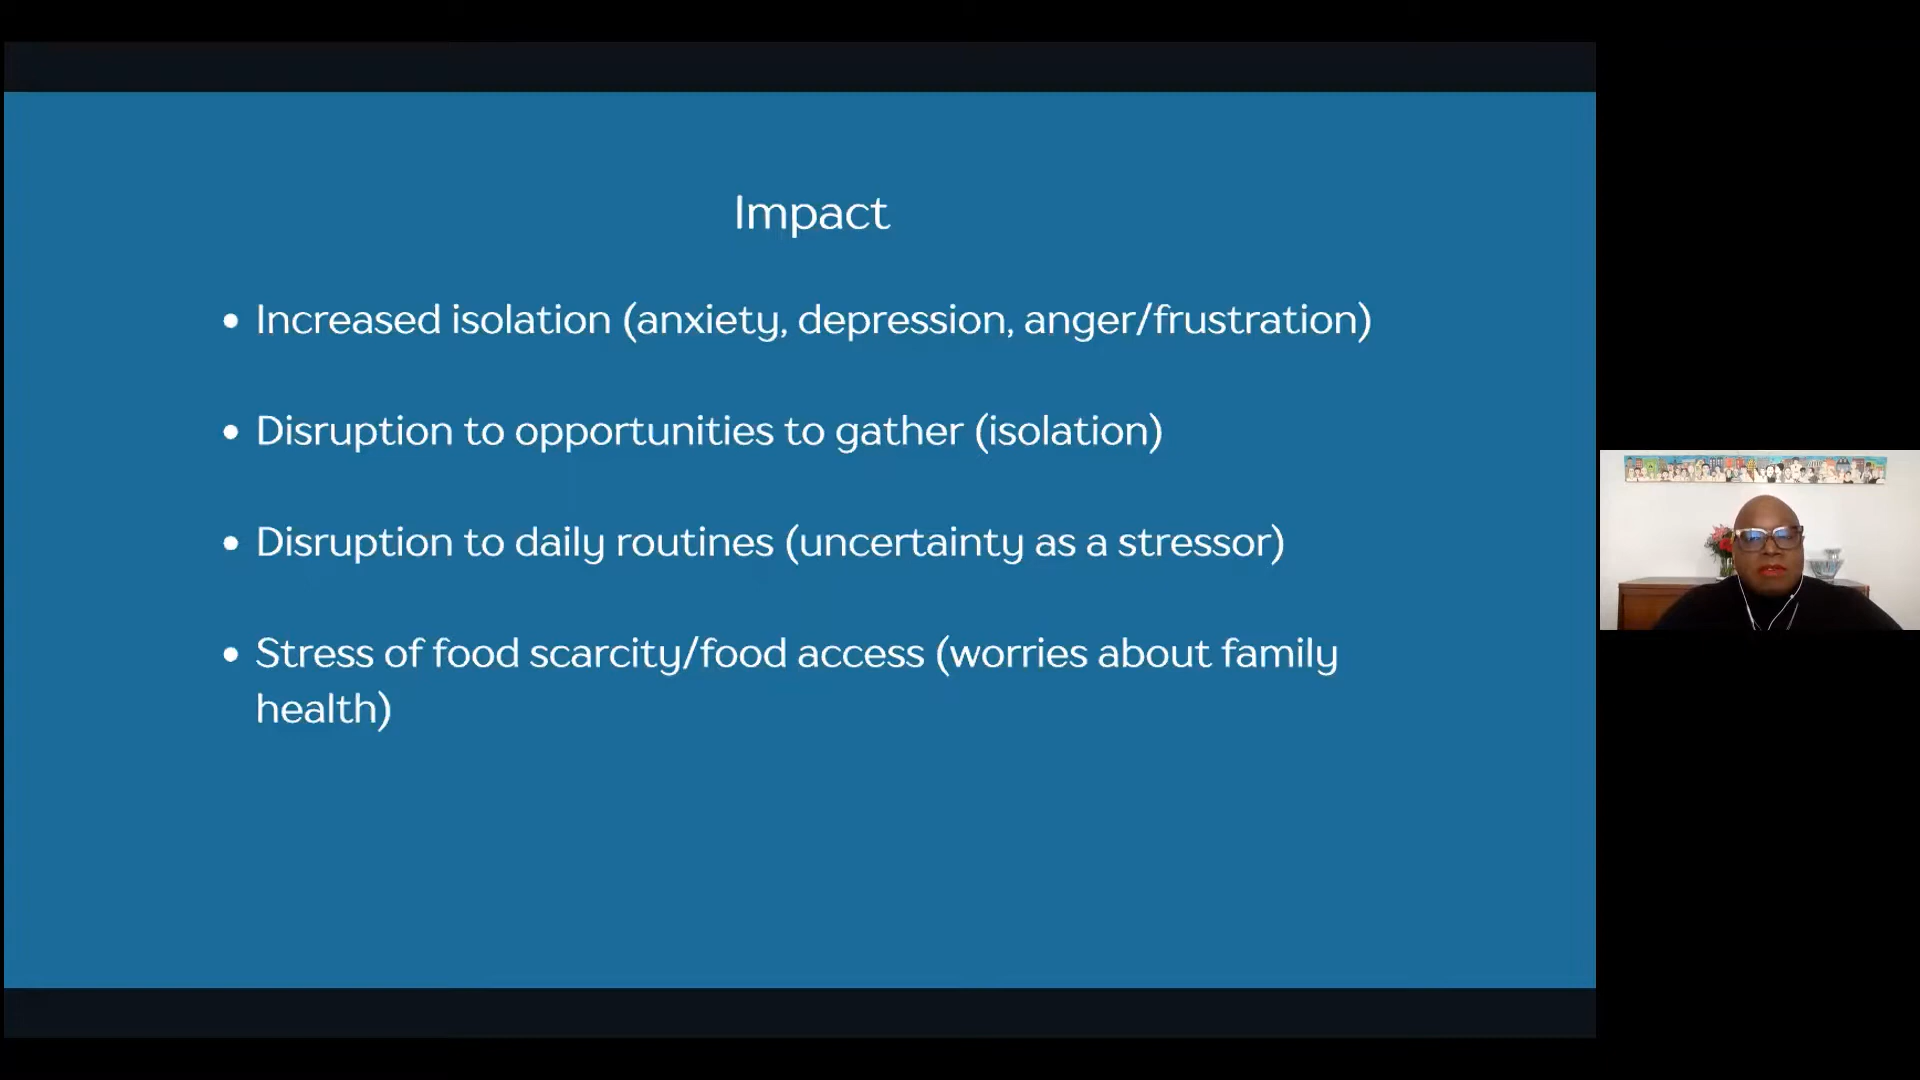 Impact
• Increased isolation (anxiety, depression, anger/frustration)
• Disruption to opportunities to gather (isolation)
• Disruption to daily routines (uncertainty as a stressor)
• Stress of food scarcity/food access (worries about family
health)